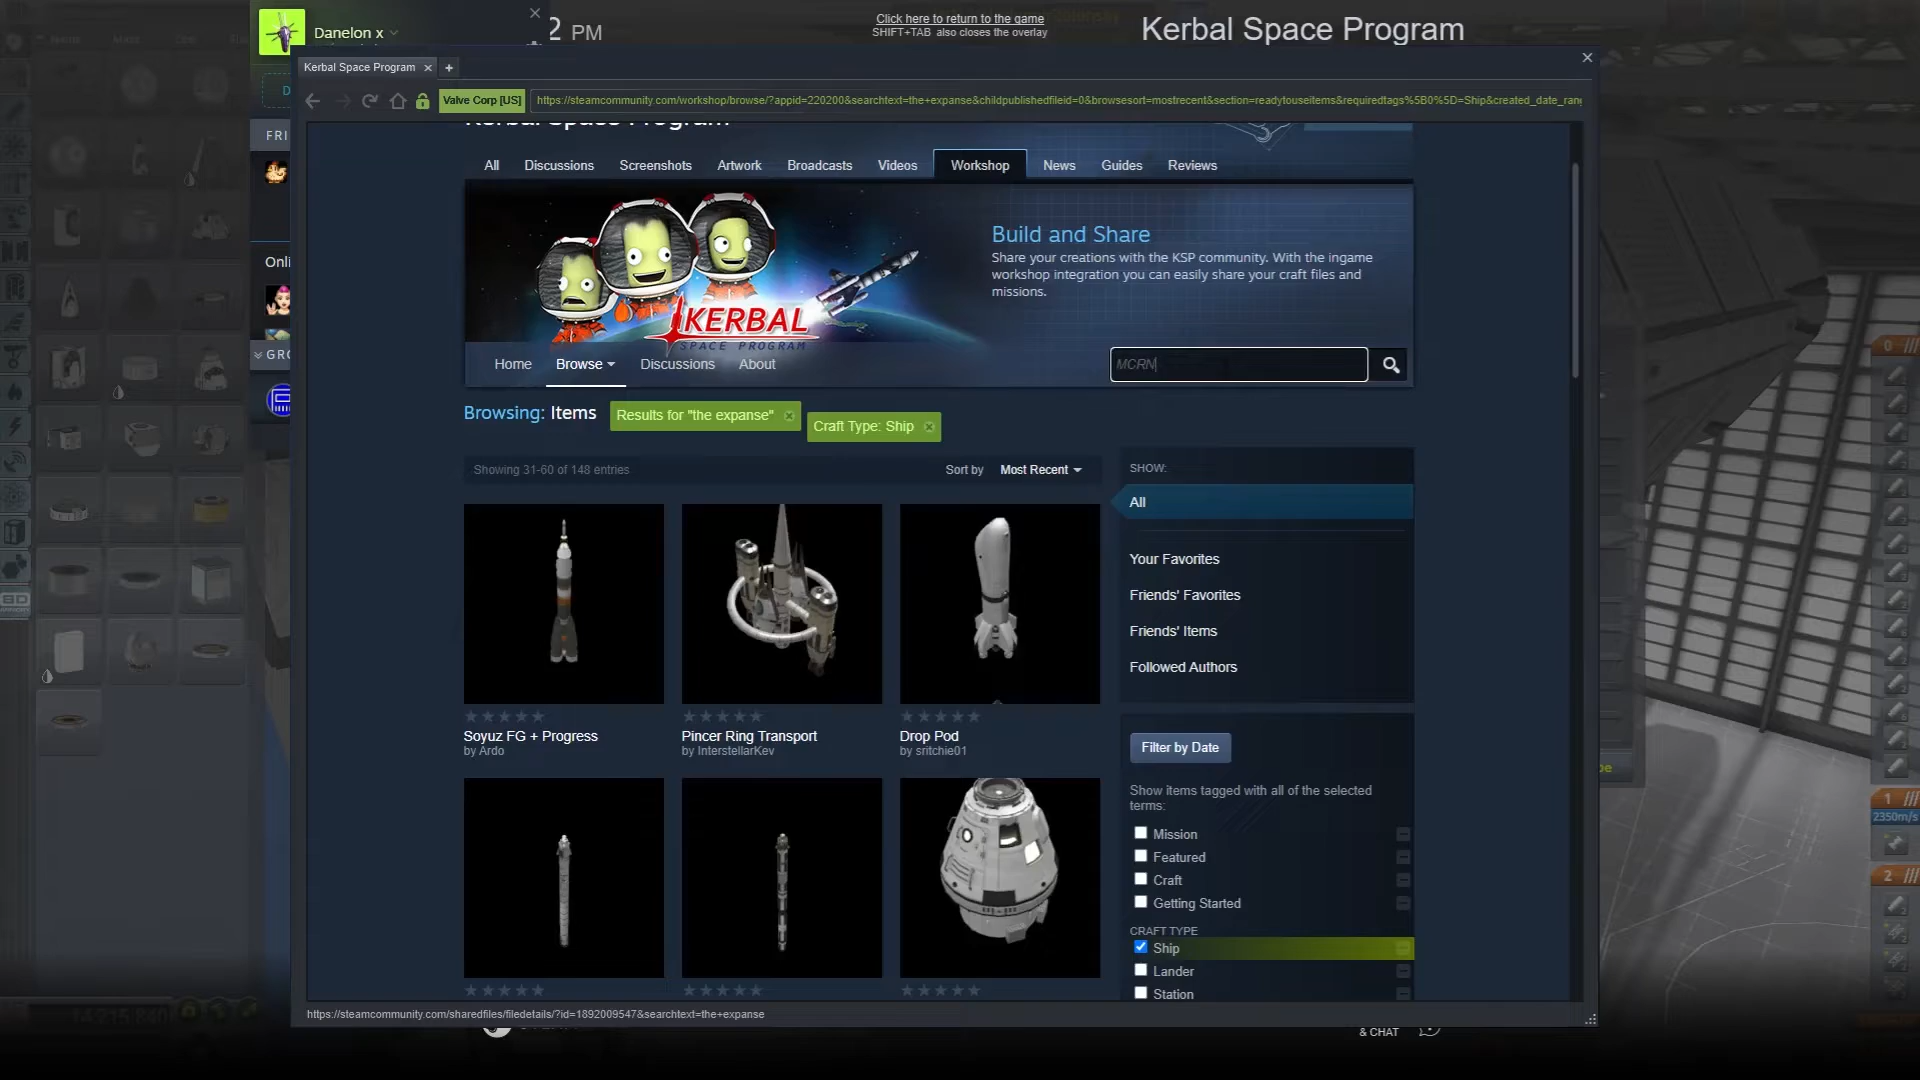 Danelon x
2 PM
Click here to return to the game
SHIFT+TAB also closes the overlay
Kerbal Space Program
Kerbal Space Program
Valve Corp [US]
https://steamcommunity.com/workshop/browse/?appid=220200&searchtext=the+expanse&childpublishedfileid=0&browsesort=mostrecent&section=readytouseitems&requiredtags%5B0%5D=Ship&created_date_rang
FRI
Onli
GRO
Kerbal Space Program
All
Discussions
Screenshots
Artwork
Broadcasts
Videos
Workshop
News
Guides
Reviews
KERBAL
SPACE PROGRAM
Build and Share
Share your creations with the KSP community. With the ingame
workshop integration you can easily share your craft files and
missions.
Home
Browse
Discussions
About
MCRN
Browsing: Items
Results for "the expanse"
Craft Type: Ship
Showing 31-60 of 148 entries
Sort by
Most Recent
Soyuz FG + Progress
by Ardo
Pincer Ring Transport
by InterstellarKev
Drop Pod
by sritchie01
SHOW:
All
Your Favorites
Friends' Favorites
Friends' Items
Followed Authors
Filter by Date
Show items tagged with all of the selected
terms:
Mission
Featured
Craft
Getting Started
CRAFT TYPE
Ship
Lander
Station
https://steamcommunity.com/sharedfiles/filedetails/?id=1892009547&searchtext=the+expanse
& CHAT
0
1
2350m/s
2